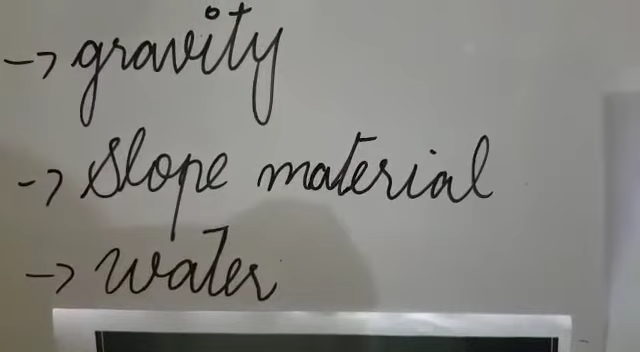 → gravity
→ Slope material
→ water